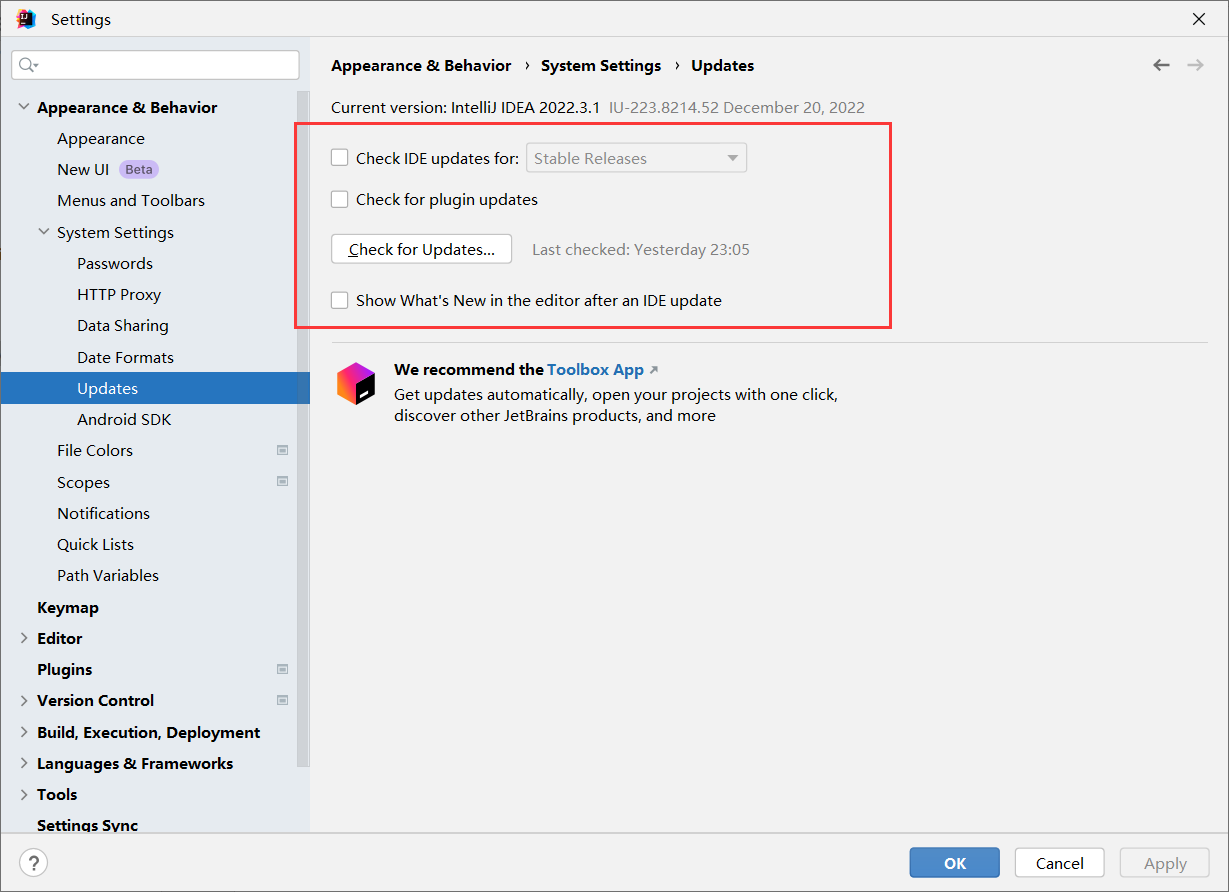 Settings
Appearance & Behavior › System Settings › Updates
Current version: IntelliJ IDEA 2022.3.1 IU-223.8214.52 December 20, 2022
Appearance & Behavior
Appearance
New UI Beta
Menus and Toolbars
System Settings
Passwords
HTTP Proxy
Data Sharing
Date Formats
Updates
Android SDK
File Colors
Scopes
Notifications
Quick Lists
Path Variables
Keymap
Editor
Plugins
Version Control
Build, Execution, Deployment
Languages & Frameworks
Tools
Settings Sync
Check IDE updates for: Stable Releases
Check for plugin updates
Check for Updates... Last checked: Yesterday 23:05
Show What's New in the editor after an IDE update
We recommend the Toolbox App
Get updates automatically, open your projects with one click,
discover other JetBrains products, and more
? OK Cancel Apply